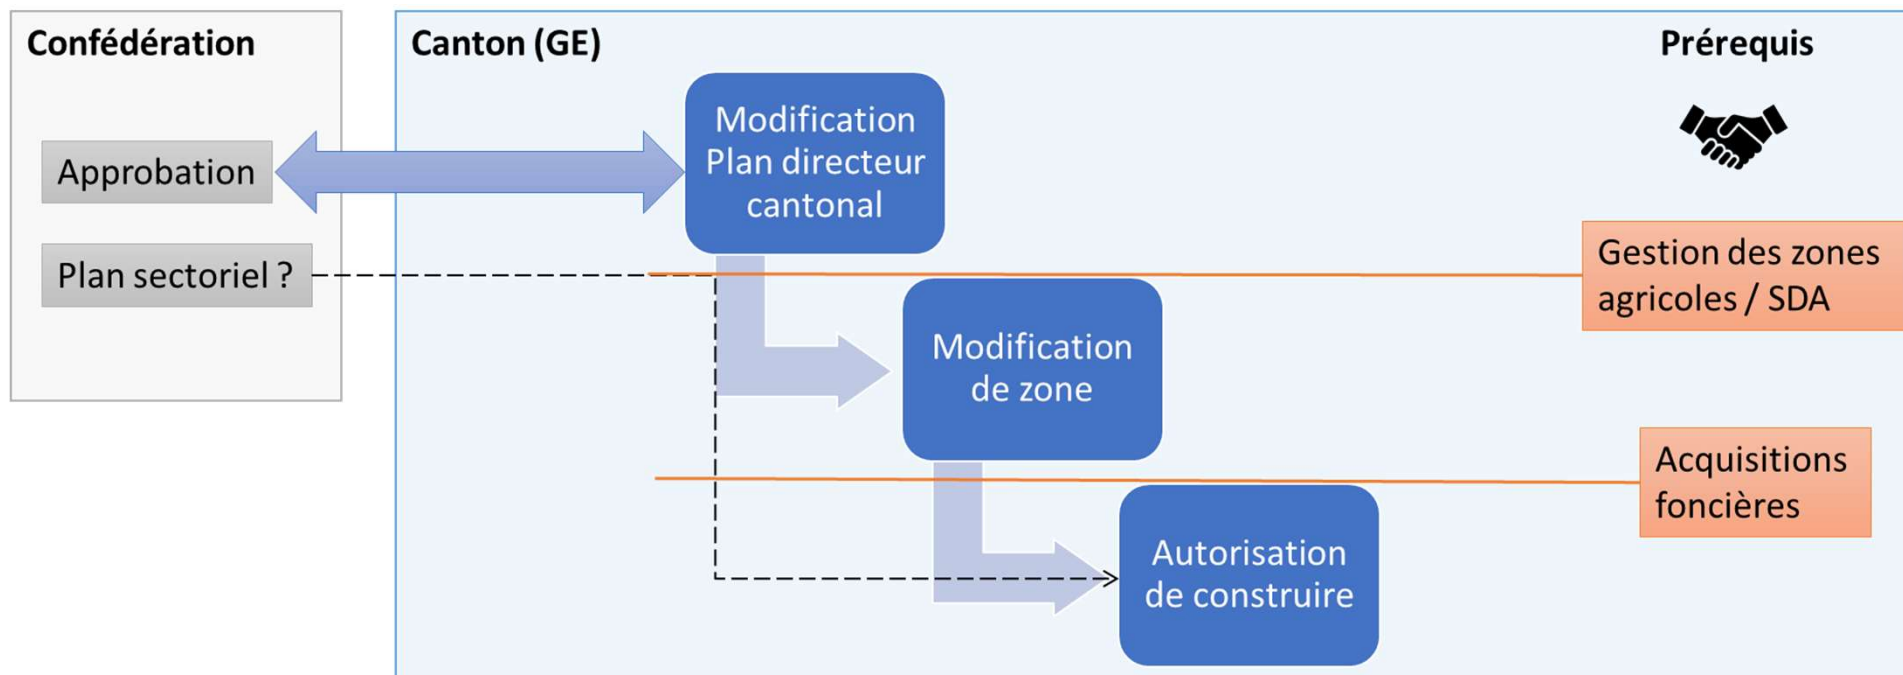 Confédération
Approbation
Plan sectoriel ?
Canton (GE)
Modification
Plan directeur
cantonal
Modification
de zone
Autorisation
de construire
Prérequis
Gestion des zones
agricoles / SDA
Acquisitions
foncières